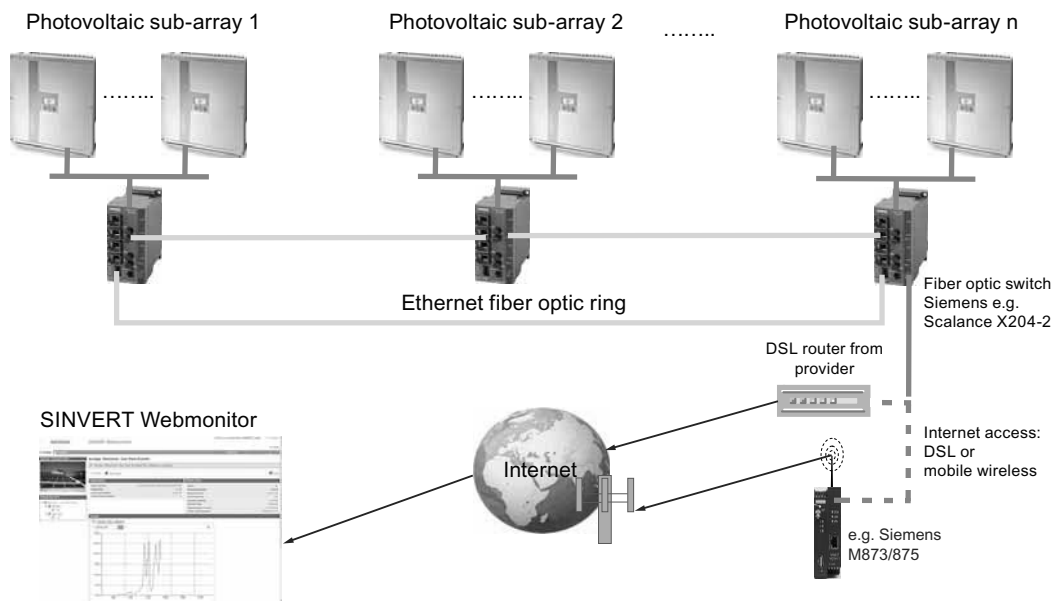 Photovoltaic sub-array 1
Photovoltaic sub-array 2
........
Photovoltaic sub-array n
........
........
........
Ethernet fiber optic ring
Fiber optic switch
Siemens e.g.
Scalance X204-2
DSL router from
provider
SINVERT Webmonitor
Internet
Internet access:
DSL or
mobile wireless
e.g. Siemens
M873/875
SINVERT Webmonitor